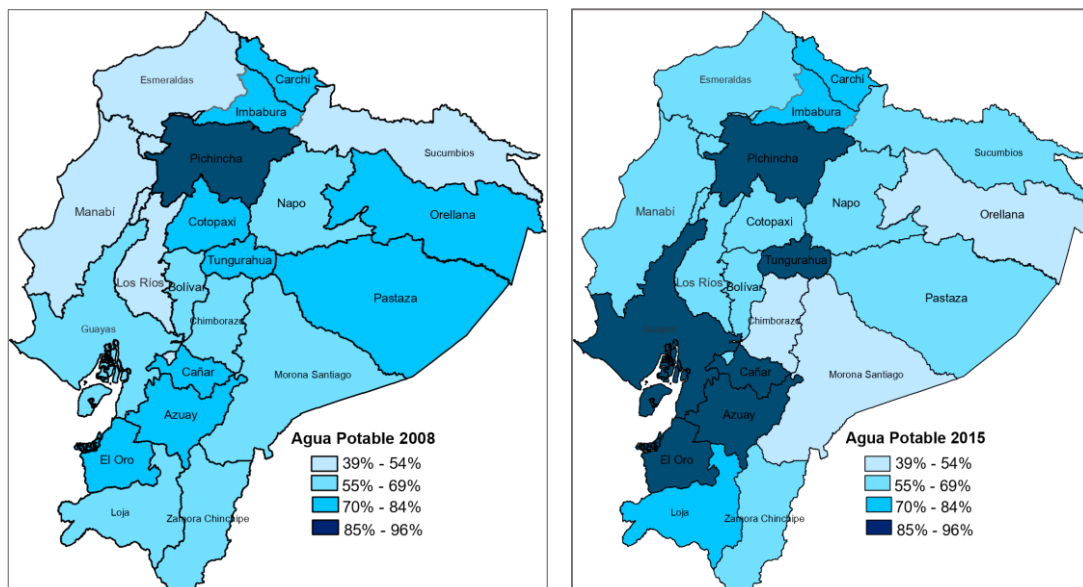 Esmeraldas
Carchi
Imbabura
Sucumbios
Pichincha
Napo
Orellana
Manabí
Cotopaxi
Tungurahua
Los Ríos
Bolívar
Pastaza
Chimborazo
Guayas
Cañar
Morona Santiago
Azuay
El Oro
Loja
Zamora Chinchipe
Agua Potable 2008
39% - 54%
55% - 69%
70% - 84%
85% - 96%
Esmeraldas
Carchi
Imbabura
Sucumbios
Pichincha
Napo
Orellana
Manabí
Cotopaxi
Tungurahua
Los Ríos
Bolívar
Pastaza
Chimborazo
Guayas
Cañar
Morona Santiago
Azuay
El Oro
Loja
Zamora Chinchipe
Agua Potable 2015
39% - 54%
55% - 69%
70% - 84%
85% - 96%